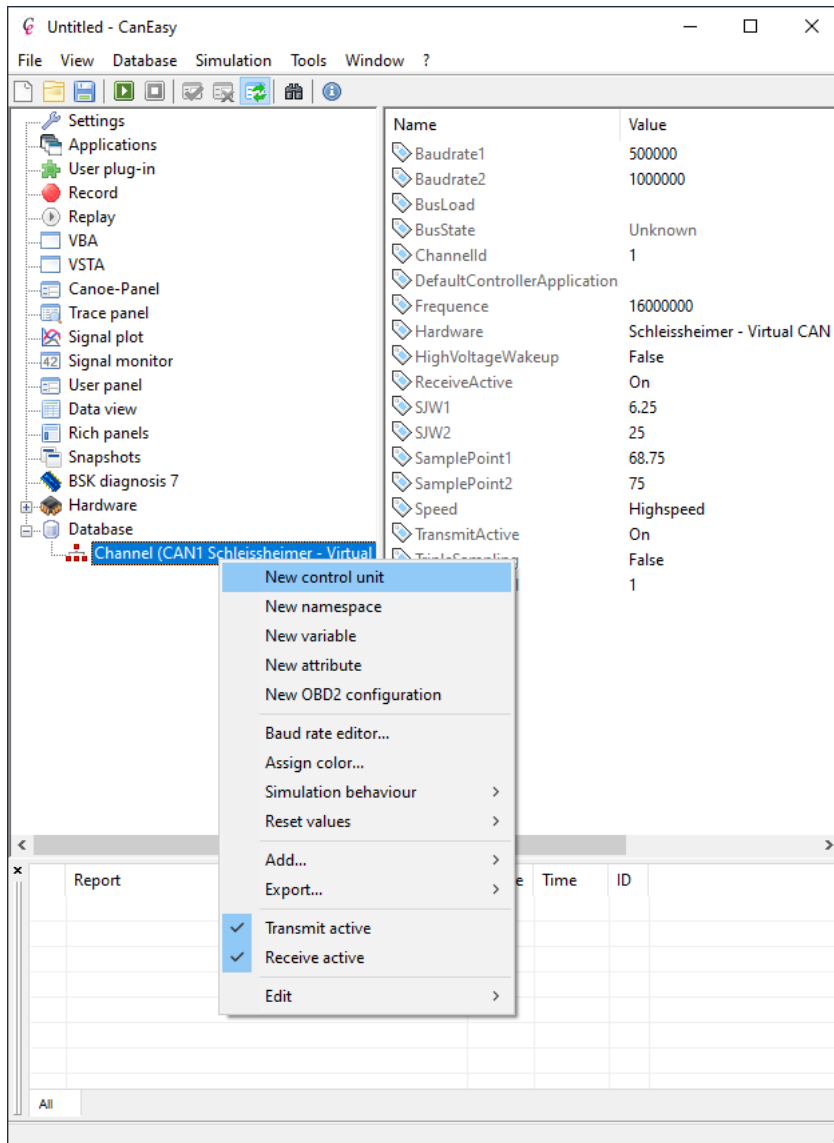 Untitled - CanEasy
File View Database Simulation Tools Window ?
Settings
Applications
User plug-in
Record
Replay
VBA
VSTA
Canoe-Panel
Trace panel
Signal plot
42 Signal monitor
User panel
Data view
Rich panels
Snapshots
BSK diagnosis 7
Hardware
Database
Channel (CAN1 Schleissheimer - Virtual
Name Value
Baudrate1 500000
Baudrate2 1000000
BusLoad
BusState Unknown
ChannelId 1
DefaultControllerApplication
Frequence 16000000
Hardware Schleissheimer - Virtual CAN
HighVoltageWakeup False
ReceiveActive On
SJW1 6.25
SJW2 25
SamplePoint1 68.75
SamplePoint2 75
Speed Highspeed
TransmitActive On
TripleSampling False
1
New control unit
New namespace
New variable
New attribute
New OBD2 configuration
Baud rate editor...
Assign color...
Simulation behaviour
Reset values
Add...
Export...
Transmit active
Receive active
Edit
Report Time ID
All